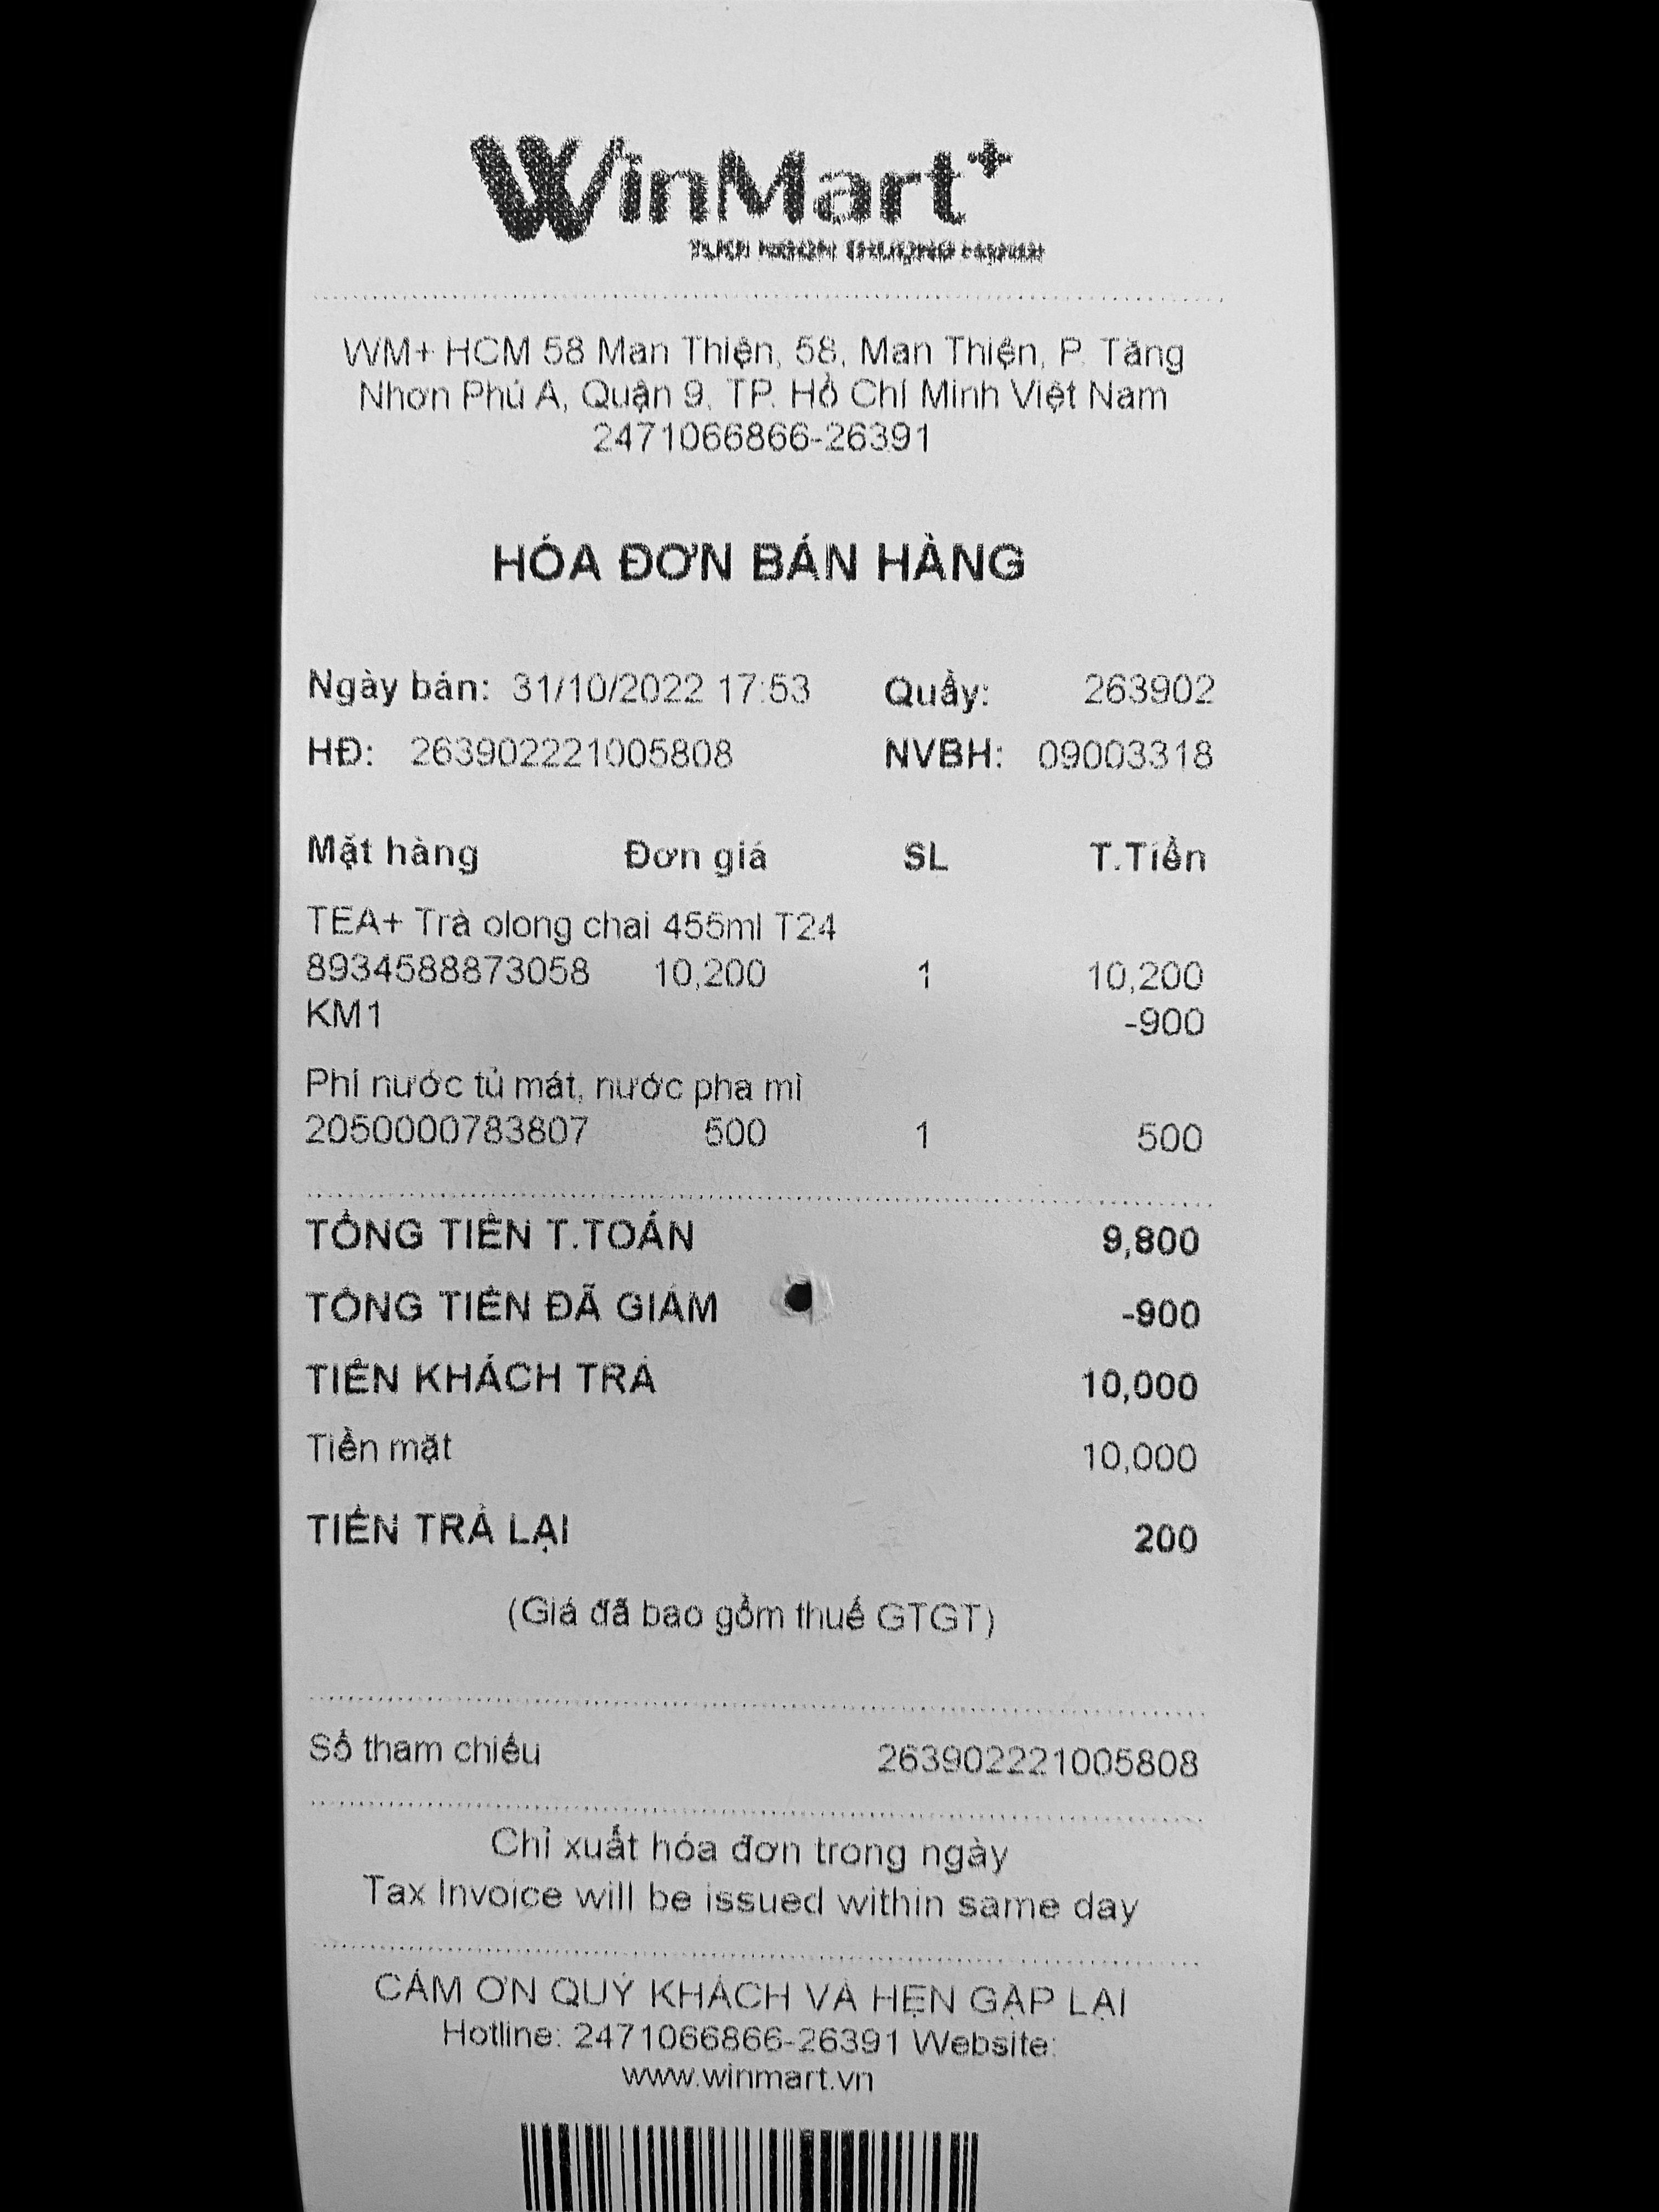 WinMart+
WM+ HCM 58 Man Thiện, 58, Man Thiện, P. Tăng
Nhơn Phú A, Quận 9, TP. Hồ Chí Minh Việt Nam
2471066866-26391
HÓA ĐƠN BÁN HÀNG
Ngày bán: 31/10/2022 17:53 Quầy: 263902
HĐ: 263902221005808 NVBH: 09003318
Mặt hàng Đơn giá SL T.Tiền
TEA+ Trà olong chai 455ml T24
8934588873058 10,200 1 10,200
KM1 -900
Phí nước tủ mát, nước pha mì
2050000783807 500 1 500
TỔNG TIỀN T.TOÁN 9,800
TỔNG TIỀN ĐÃ GIẢM -900
TIỀN KHÁCH TRẢ 10,000
Tiền mặt 10,000
TIỀN TRẢ LẠI 200
(Giá đã bao gồm thuế GTGT)
Số tham chiếu 263902221005808
Chỉ xuất hóa đơn trong ngày
Tax Invoice will be issued within same day
CẢM ƠN QUÝ KHÁCH VÀ HẸN GẶP LẠI
Hotline: 2471066866-26391 Website:
www.winmart.vn